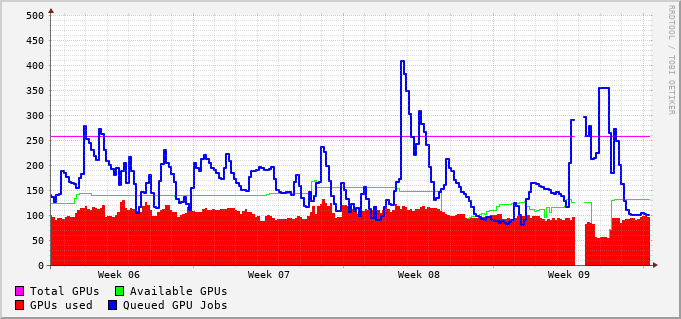 500
450
400
350
300
250
200
150
100
50
0
Week 06 Week 07 Week 08 Week 09
Total GPUs Available GPUs
GPUs used Queued GPU Jobs
RRDTOOL / TOBI OETIKER